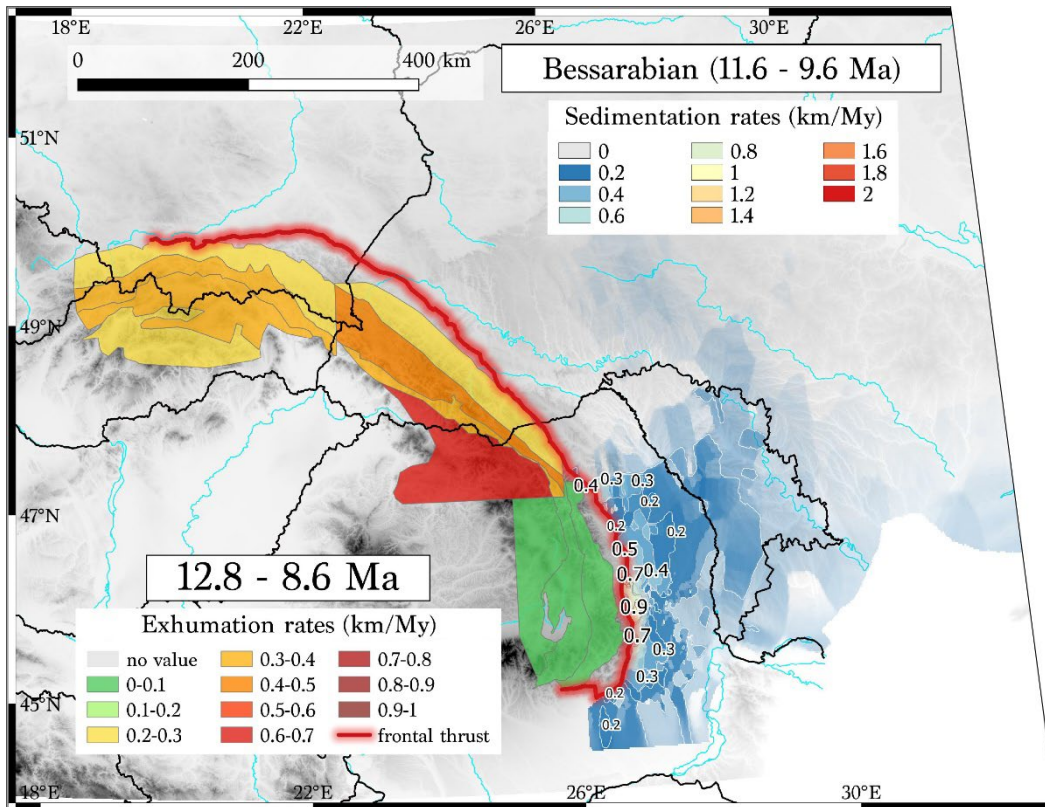 18°E 22°E 26°E 30°E
0 200 400 km
Bessarabian (11.6 - 9.6 Ma)
Sedimentation rates (km/My)
0 0.8 1.6
0.2 1 1.8
0.4 1.2 2
0.6 1.4
51°N
49°N
47°N
45°N
0.4
0.3
0.3
0.2
0.2
0.2
0.5
0.7
0.4
0.9
0.7
0.3
0.3
0.2
0.2
12.8 - 8.6 Ma
Exhumation rates (km/My)
no value 0.3-0.4 0.7-0.8
0-0.1 0.4-0.5 0.8-0.9
0.1-0.2 0.5-0.6 0.9-1
0.2-0.3 0.6-0.7 frontal thrust
18°E 22°E 26°E 30°E